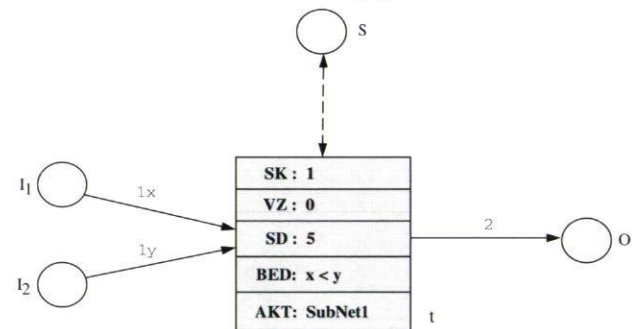 S
I1
1x
SK : 1
VZ : 0
SD : 5
2
O
I2
1y
BED: x < y
AKT: SubNet1
t